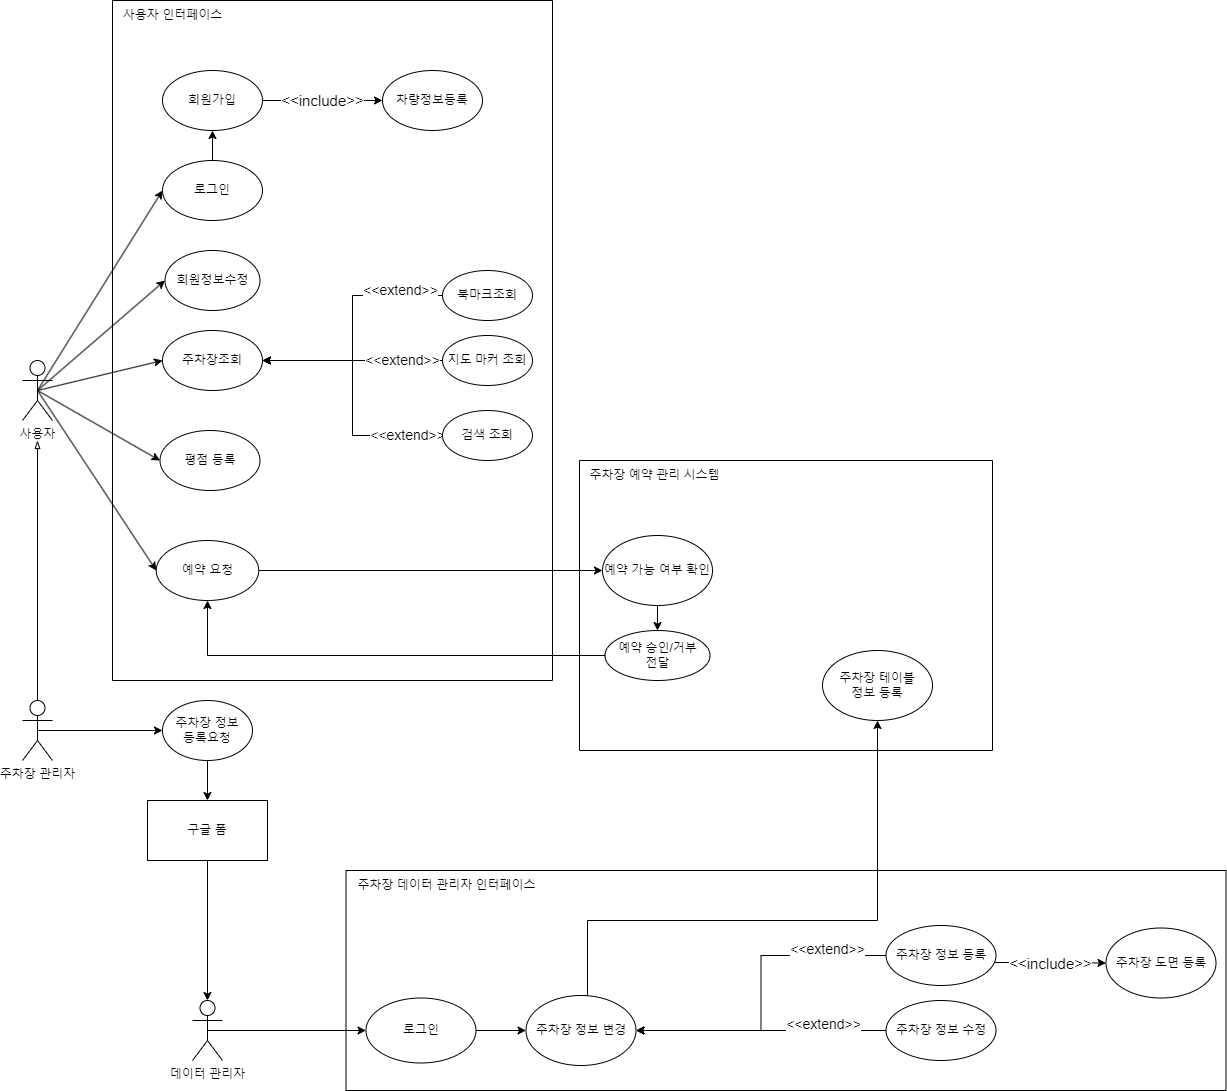 사용자 인터페이스
회원가입
<<include>>
차량정보등록
로그인
회원정보수정
<<extend>>
북마크조회
주차장조회
<<extend>>
지도 마커 조회
사용자
<<extend>>
검색 조회
평점 등록
주차장 예약 관리 시스템
예약 요청
예약 가능 여부 확인
예약 승인/거부
전달
주차장 테이블
정보 등록
주차장 관리자
주차장 정보
등록요청
구글 폼
주차장 데이터 관리자 인터페이스
<<extend>>
주차장 정보 등록
<<include>>
주차장 도면 등록
데이터 관리자
로그인
주차장 정보 변경
<<extend>>
주차장 정보 수정